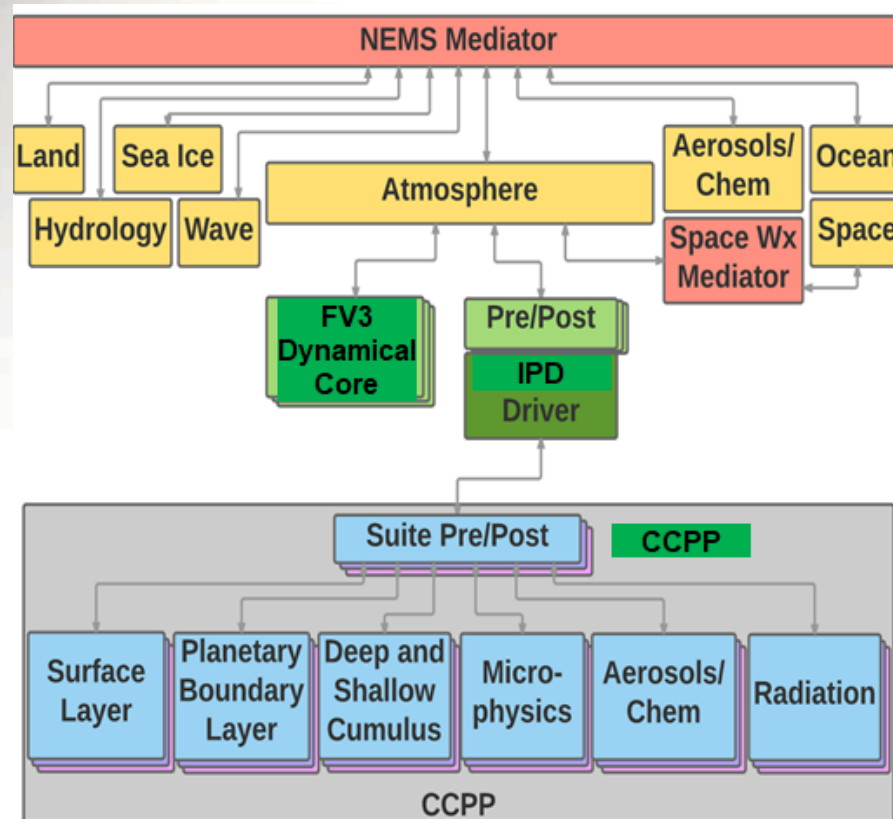 NEMS Mediator
Land
Sea Ice
Atmosphere
Aerosols/
Chem
Ocean
Hydrology
Wave
Space Wx
Mediator
Space
FV3
Dynamical
Core
Pre/Post
IPD
Driver
Suite Pre/Post
CCPP
Surface
Layer
Planetary
Boundary
Layer
Deep and
Shallow
Cumulus
Micro-
physics
Aerosols/
Chem
Radiation
CCPP